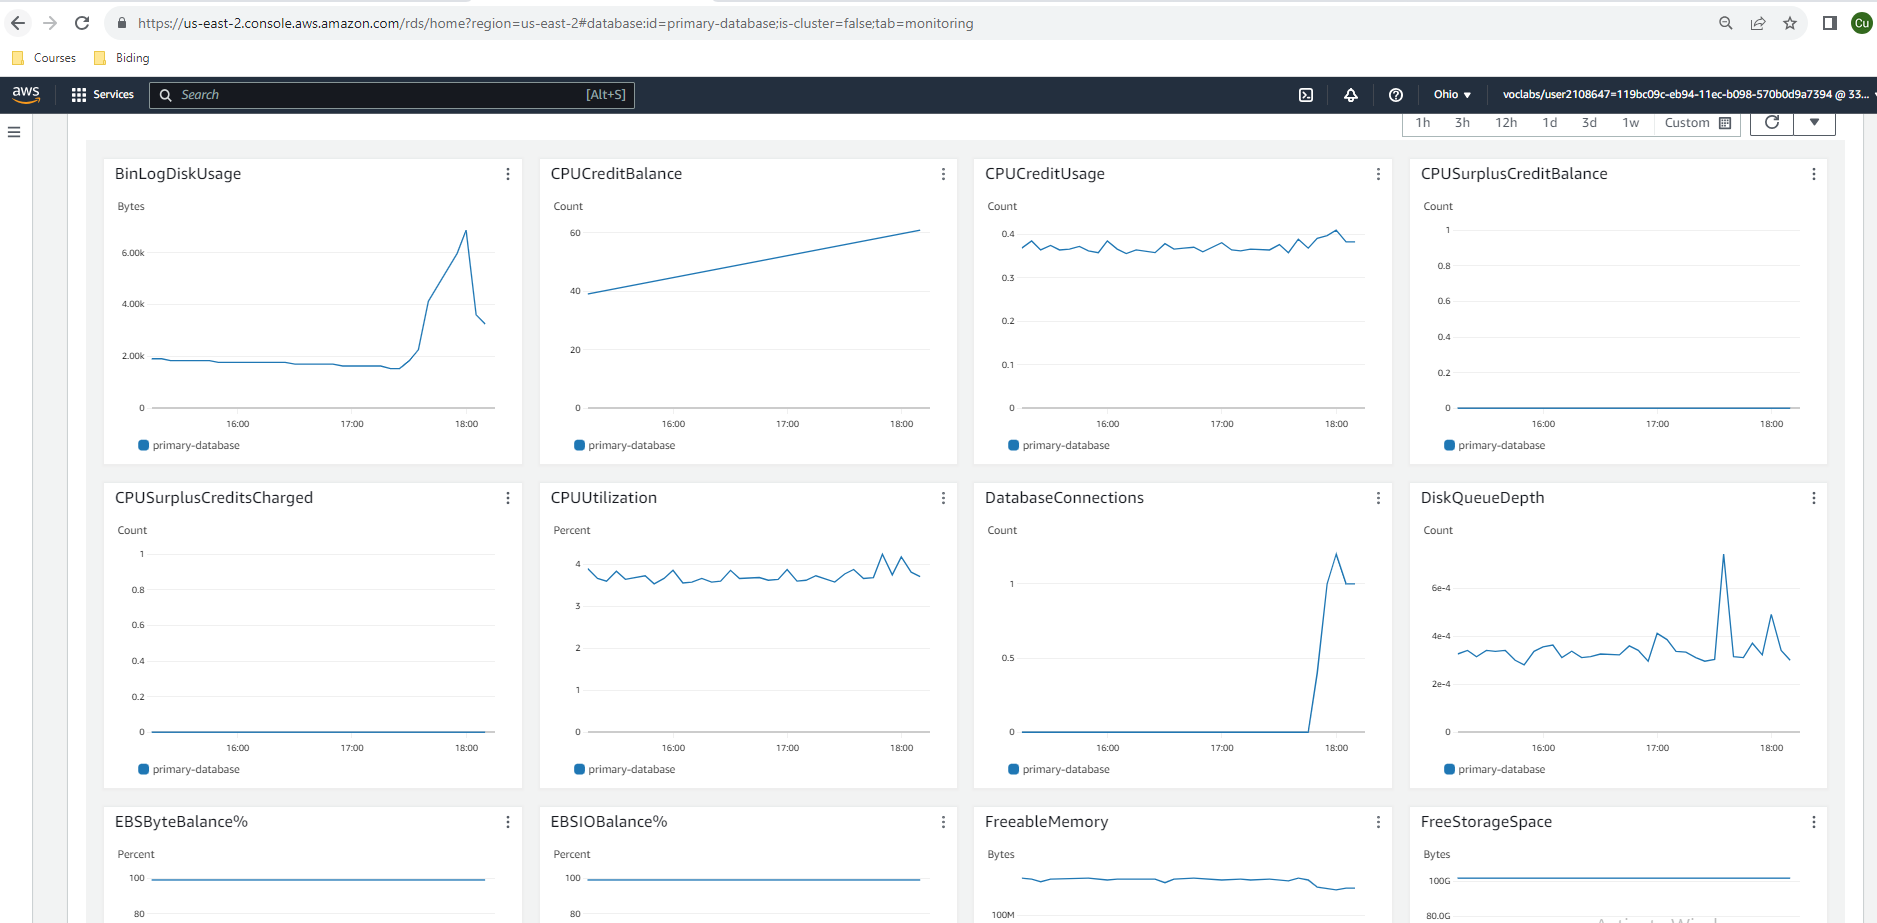 https://us-east-2.console.aws.amazon.com/rds/home?region=us-east-2#database:id=primary-database;is-cluster=false;tab=monitoring
Cu
Courses Biding
aws Services Search [Alt+S] Ohio voclabs/user2108647=119bc09c-eb94-11ec-b098-570b0d9a7394 @ 33...
1h 3h 12h 1d 3d 1w Custom
BinLogDiskUsage
Bytes
6.00k
4.00k
2.00k
0
16:00 17:00 18:00
primary-database
CPUCreditBalance
Count
60
40
20
0
16:00 17:00 18:00
primary-database
CPUCreditUsage
Count
0.4
0.3
0.2
0.1
0
16:00 17:00 18:00
primary-database
CPUSurplusCreditBalance
Count
1
0.8
0.6
0.4
0.2
0
16:00 17:00 18:00
primary-database
CPUSurplusCreditsCharged
Count
1
0.8
0.6
0.4
0.2
0
16:00 17:00 18:00
primary-database
CPUUtilization
Percent
4
3
2
1
0
16:00 17:00 18:00
primary-database
DatabaseConnections
Count
1
0.5
0
16:00 17:00 18:00
primary-database
DiskQueueDepth
Count
6e-4
4e-4
2e-4
0
16:00 17:00 18:00
primary-database
EBSByteBalance%
Percent
100
80
EBSIOBalance%
Percent
100
80
FreeableMemory
Bytes
100M
FreeStorageSpace
Bytes
100G
80.0G